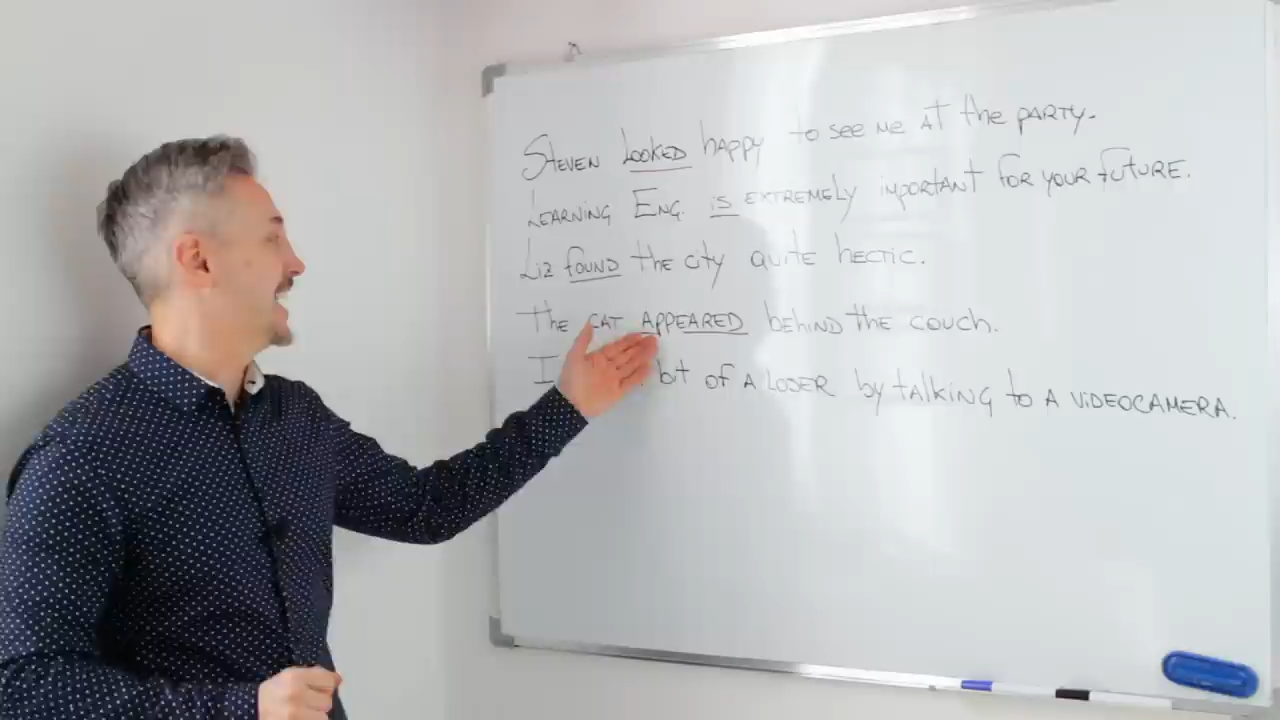 Steven looked happy to see me at the party.
Learning Eng. is extremely important for your future.
Liz found the city quite hectic.
The cat appeared behind the couch.
I bit of a loser by talking to a videocamera.